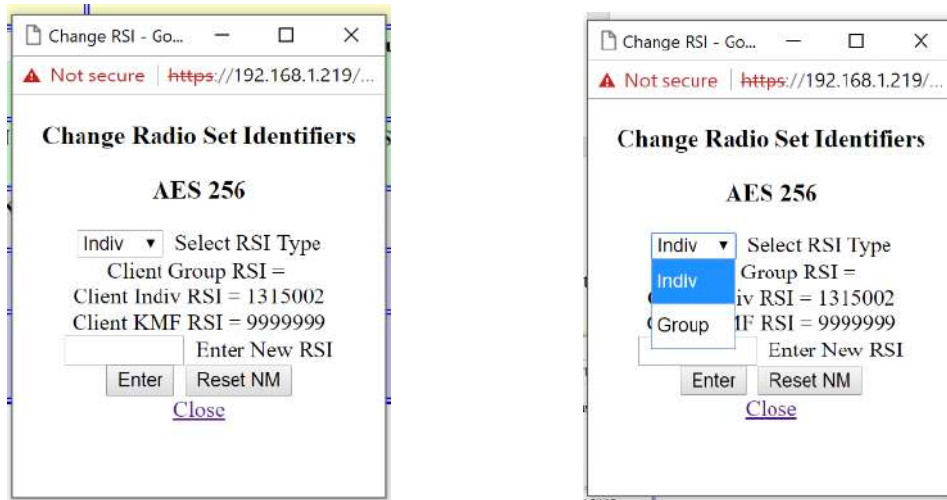 Change RSI - Go...
Not secure | https://192.168.1.219/...
Change Radio Set Identifiers
AES 256
Indiv Select RSI Type
Client Group RSI =
Client Indiv RSI = 1315002
Client KMF RSI = 9999999
Enter New RSI
Enter Reset NM
Close
Change RSI - Go...
Not secure | https://192.168.1.219/...
Change Radio Set Identifiers
AES 256
Indiv Select RSI Type
Indiv Group RSI =
iv RSI = 1315002
Group IF RSI = 9999999
Enter New RSI
Enter Reset NM
Close